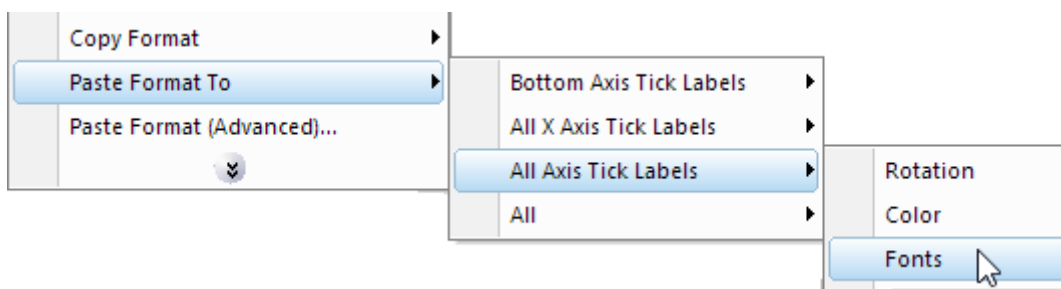 Copy Format
Paste Format To
Paste Format (Advanced)...
Bottom Axis Tick Labels
All X Axis Tick Labels
All Axis Tick Labels
All
Rotation
Color
Fonts